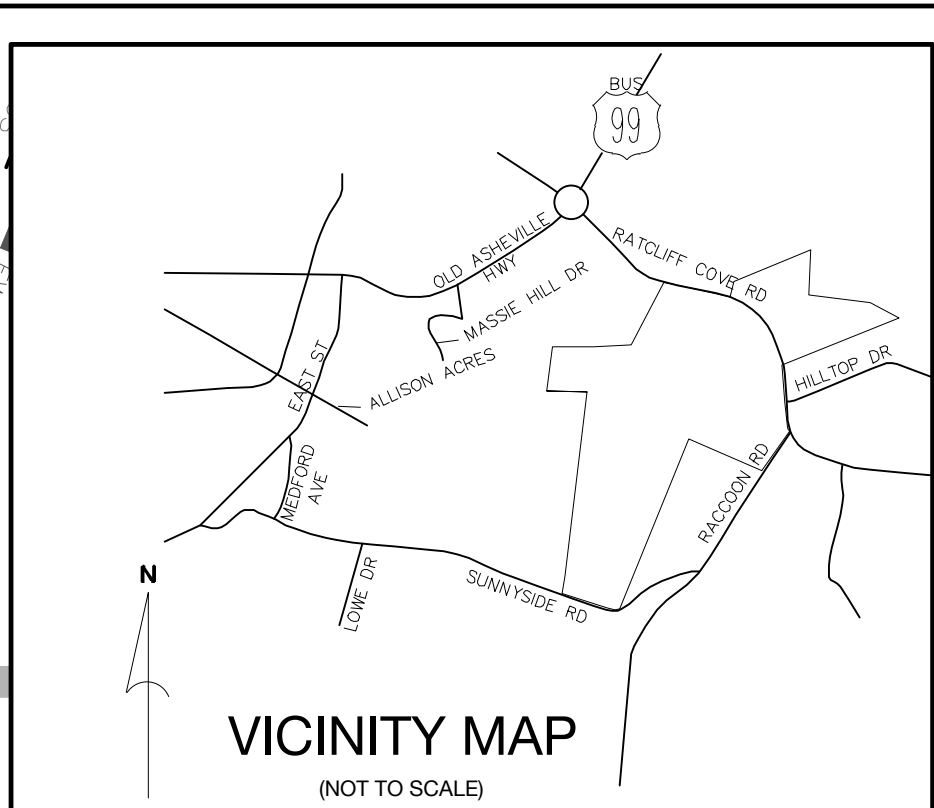 BUS
99
OLD ASHEVILLE
HWY
RATCLIFF COVE RD
MASSIE HILL DR
HILLTOP DR
ALLISON ACRES
EAST ST
MEDFORD
AVE
RACCOON RD
SUNNYSIDE RD
LOWE DR
N
VICINITY MAP
(NOT TO SCALE)